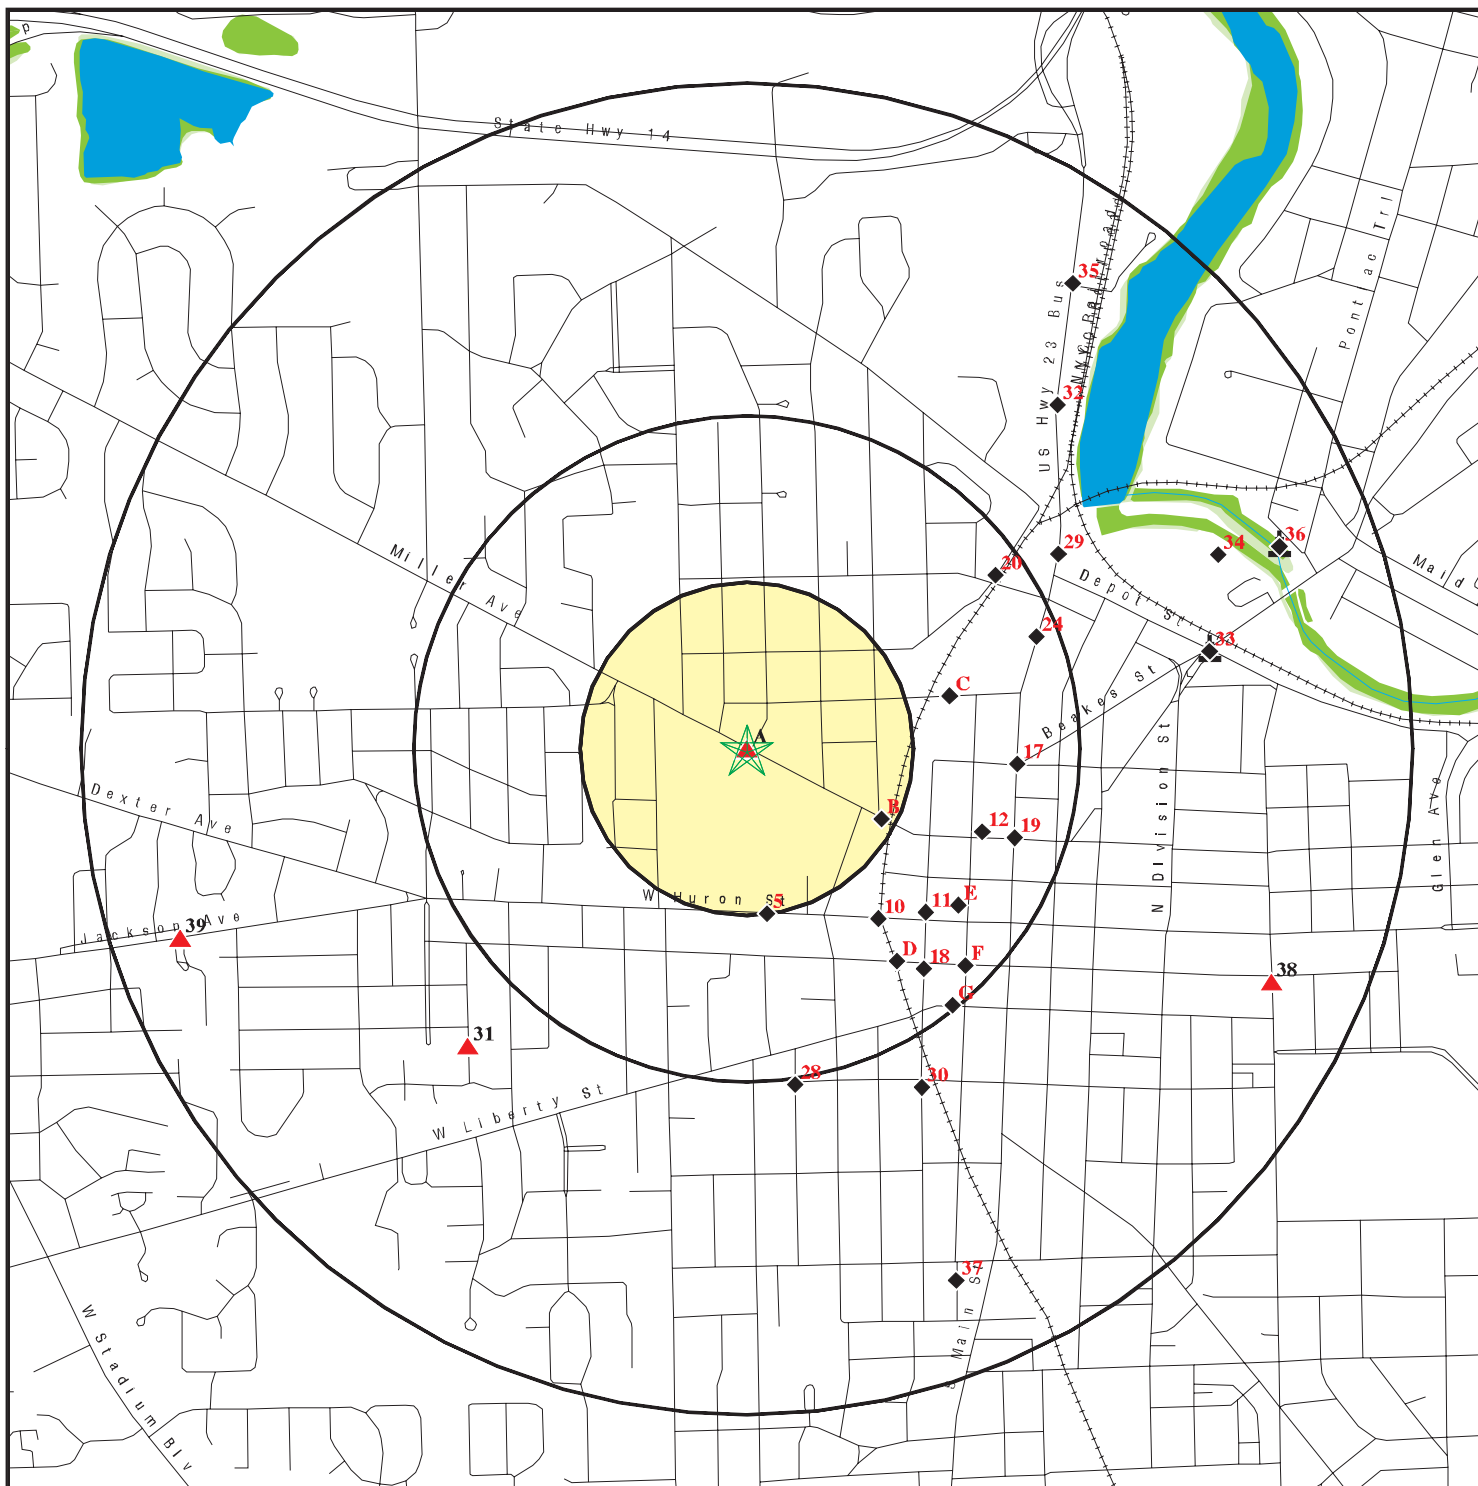 p
State Hwy 14
Pontiac Trl
35
US Hwy 23 Bus
32
36
34
29
20
Miller Ave
Maid
Depot St
24
33
Beakes St
C
A
17
N Division St
Glen Ave
Dexter Ave
B
12
19
W Huron St
5
10
11
E
Jackson Ave
39
D
18
F
38
G
31
28
30
W Liberty St
37
S Main St
W Stadium Blv